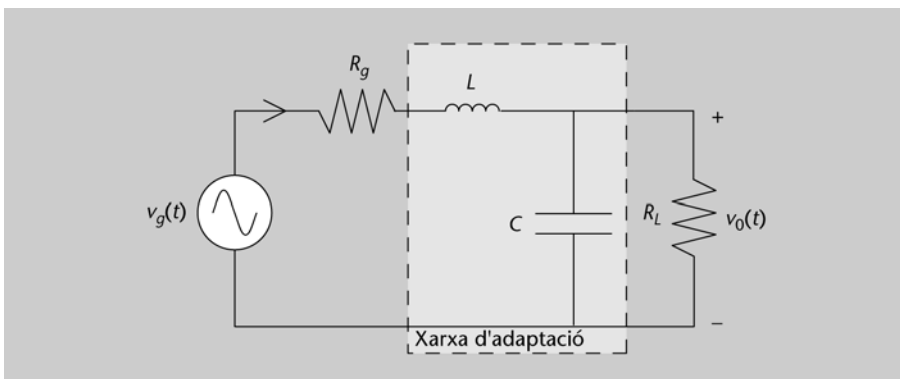 R_g
L
+
v_g(t)
C
R_L
v_0(t)
–
Xarxa d'adaptació